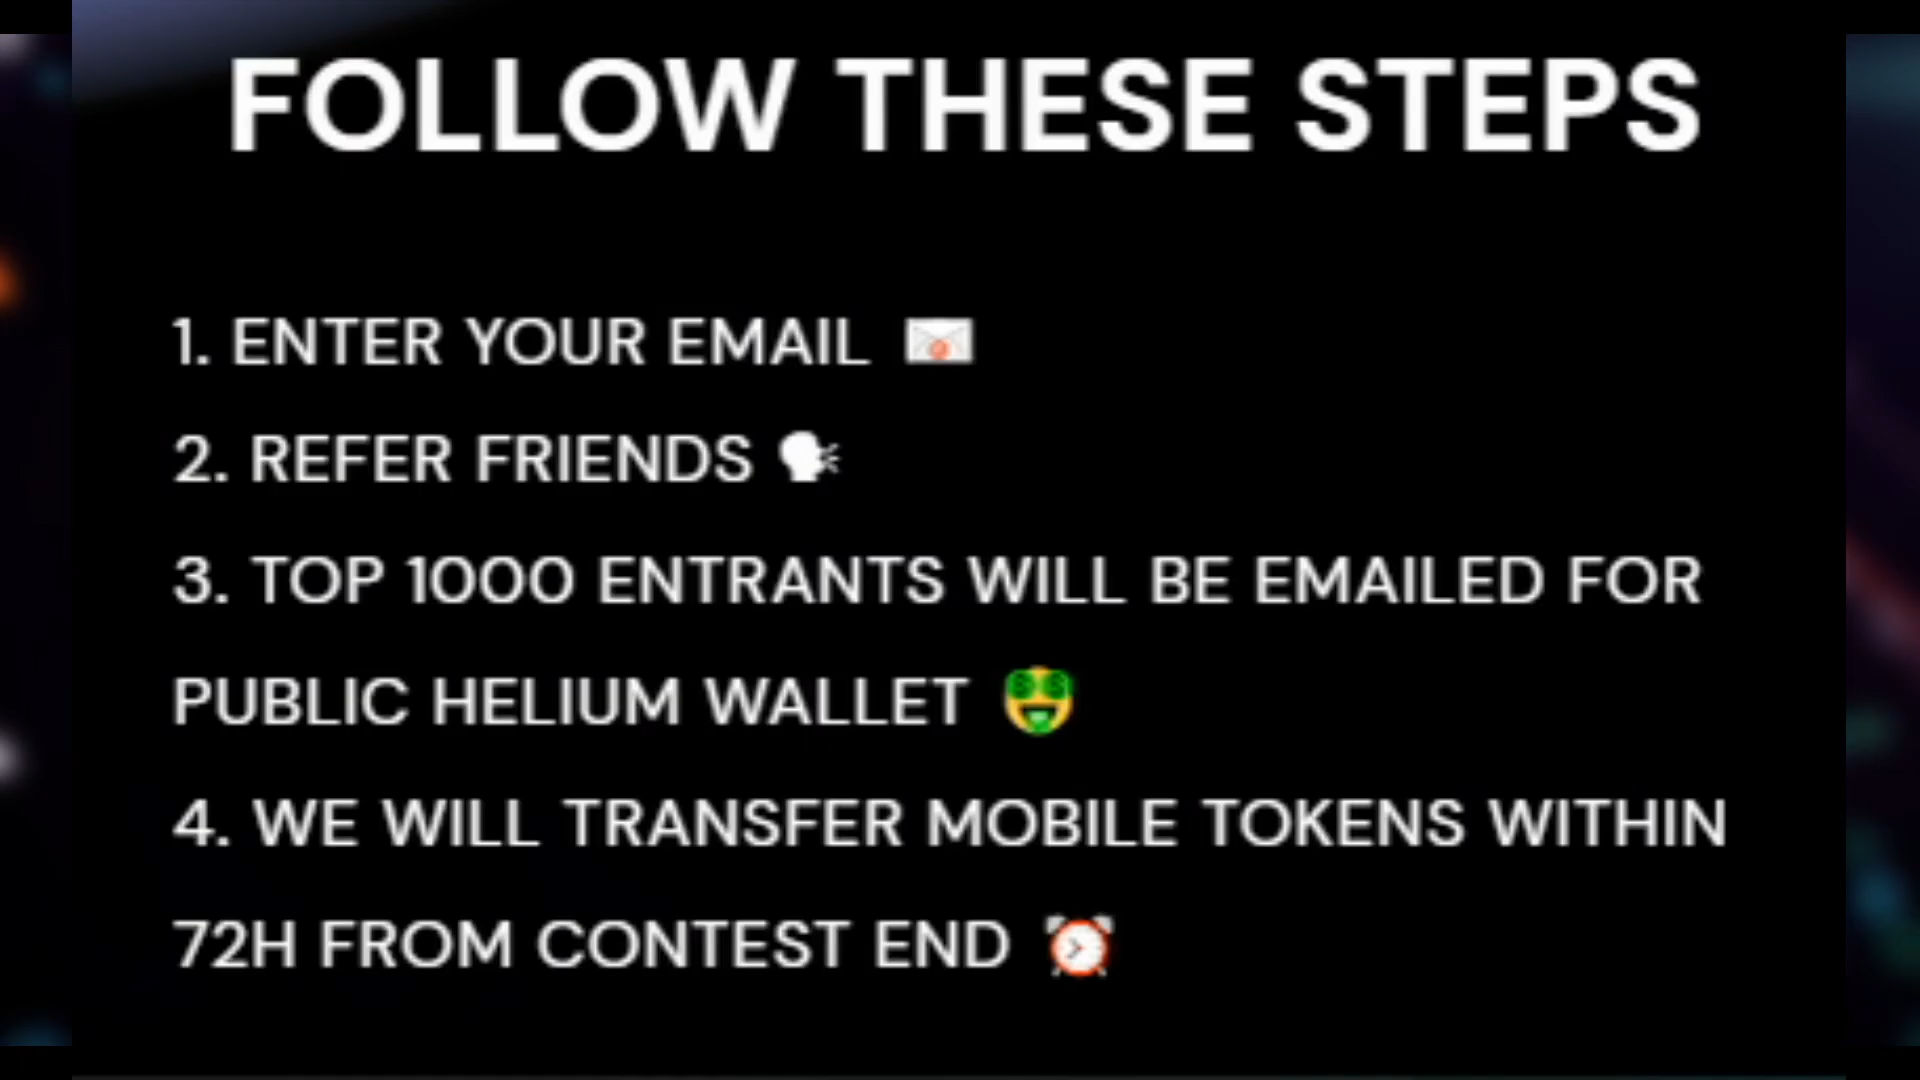 FOLLOW THESE STEPS
1. ENTER YOUR EMAIL 📧
2. REFER FRIENDS 🗣
3. TOP 1000 ENTRANTS WILL BE EMAILED FOR
PUBLIC HELIUM WALLET 🤑
4. WE WILL TRANSFER MOBILE TOKENS WITHIN
72H FROM CONTEST END ⏰